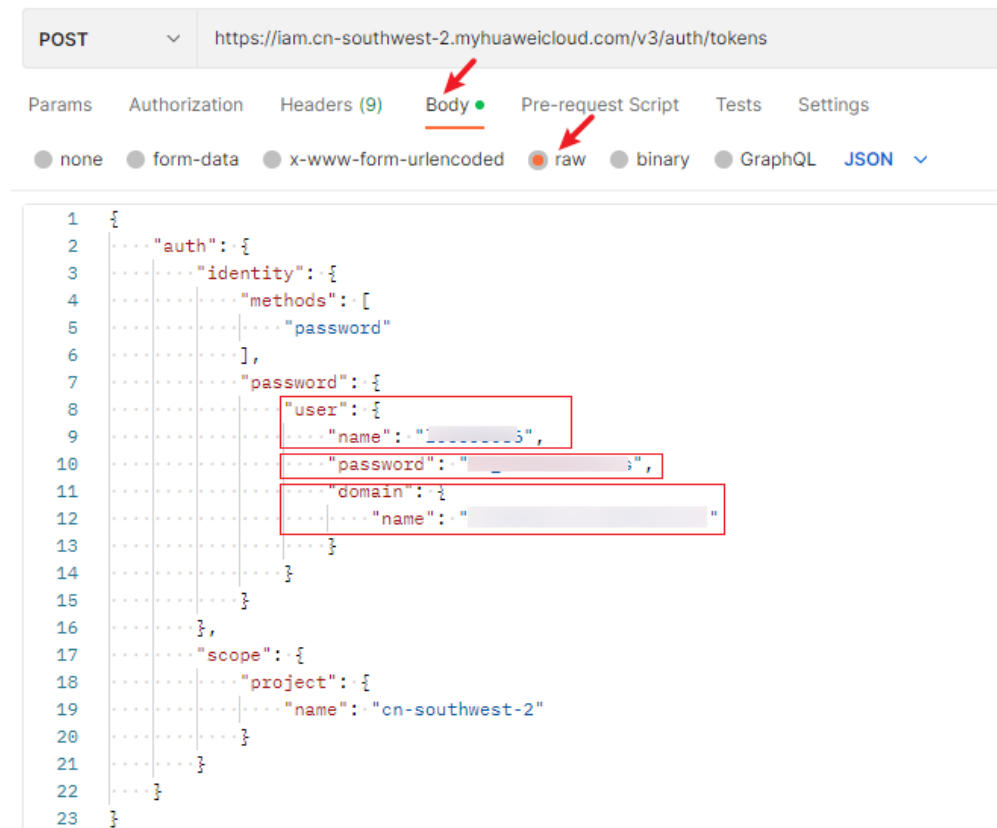 POST https://iam.cn-southwest-2.myhuaweicloud.com/v3/auth/tokens
Params Authorization Headers (9) Body Pre-request Script Tests Settings
none form-data x-www-form-urlencoded raw binary GraphQL JSON
1 {
2 "auth": {
3 "identity": {
4 "methods": [
5 "password"
6 ],
7 "password": {
8 "user": {
9 "name": "",
10 "password": "",
11 "domain": {
12 "name": ""
13 }
14 }
15 }
16 },
17 "scope": {
18 "project": {
19 "name": "cn-southwest-2"
20 }
21 }
22 }
23 }